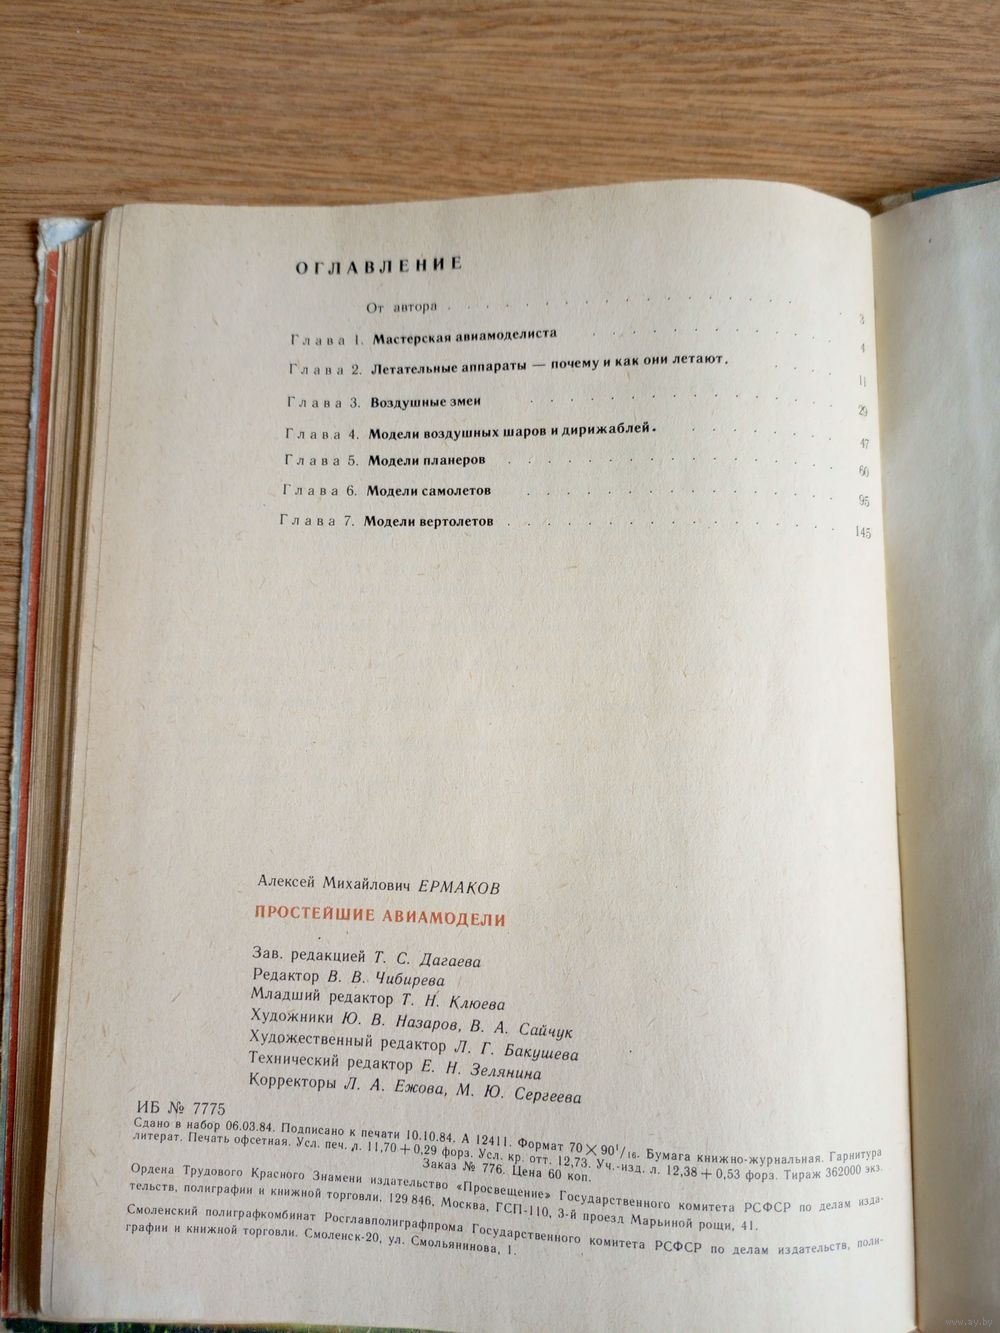 ОГЛАВЛЕНИЕ
От автора . . . . . . . . . . . . . . . . . . . 3
Глава 1. Мастерская авиамоделиста . . . . . . . . . . . . 4
Глава 2. Летательные аппараты — почему и как они летают. . . . . . 11
Глава 3. Воздушные змеи . . . . . . . . . . . . . . . . 29
Глава 4. Модели воздушных шаров и дирижаблей. . . . . . . . . 47
Глава 5. Модели планеров . . . . . . . . . . . . . . . . . 60
Глава 6. Модели самолетов . . . . . . . . . . . . . . . . 95
Глава 7. Модели вертолетов . . . . . . . . . . . . . . . . . 145
Алексей Михайлович ЕРМАКОВ
ПРОСТЕЙШИЕ АВИАМОДЕЛИ
Зав. редакцией Т. С. Дагаева
Редактор В. В. Чибирева
Младший редактор Т. Н. Клюева
Художники Ю. В. Назаров, В. А. Сайчук
Художественный редактор Л. Г. Бакушева
Технический редактор Е. Н. Зелянина
Корректоры Л. А. Ежова, М. Ю. Сергеева
ИБ № 7775
Сдано в набор 06.03.84. Подписано к печати 10.10.84. А 12411. Формат 70×90¹/₁₆. Бумага книжно-журнальная. Гарнитура
литерат. Печать офсетная. Усл. печ. л. 11,70+0,29 форз. Усл. кр. отт. 12,73. Уч.-изд. л. 12,38+0,53 форз. Тираж 362000 экз.
Заказ № 776. Цена 60 коп.
Ордена Трудового Красного Знамени издательство «Просвещение» Государственного комитета РСФСР по делам изда-
тельств, полиграфии и книжной торговли. 129846, Москва, ГСП-110, 3-й проезд Марьиной рощи, 41.
Смоленский полиграфкомбинат Росглавполиграфпрома Государственного комитета РСФСР по делам издательств, поли-
графии и книжной торговли. Смоленск-20, ул. Смольянинова, 1.
www.ay.by